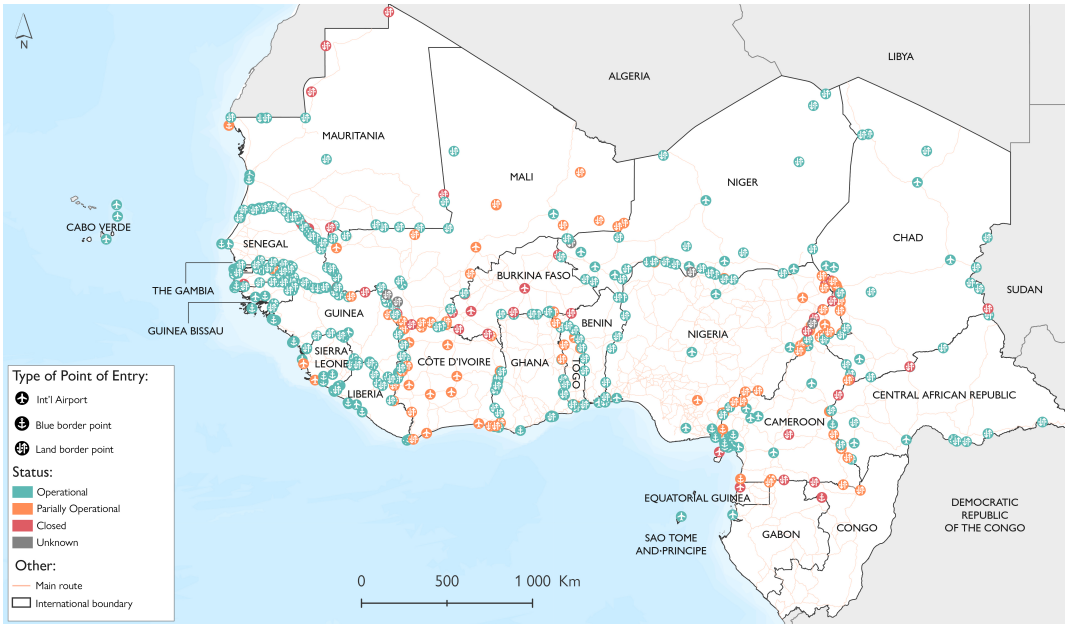 N
ALGERIA
LIBYA
MAURITANIA
MALI
NIGER
CHAD
CABO VERDE
SENEGAL
THE GAMBIA
BURKINA FASO
SUDAN
GUINEA
GUINEA BISSAU
BENIN
NIGERIA
SIERRA
LEONE
CÔTE D'IVOIRE
GHANA
TOGO
LIBERIA
CENTRAL AFRICAN REPUBLIC
CAMEROON
EQUATORIAL GUINEA
SAO TOME
AND PRINCIPE
GABON
CONGO
DEMOCRATIC
REPUBLIC
OF THE CONGO
Type of Point of Entry:
Int'l Airport
Blue border point
Land border point
Status:
Operational
Parially Operational
Closed
Unknown
Other:
Main route
International boundary
0 500 1 000 Km